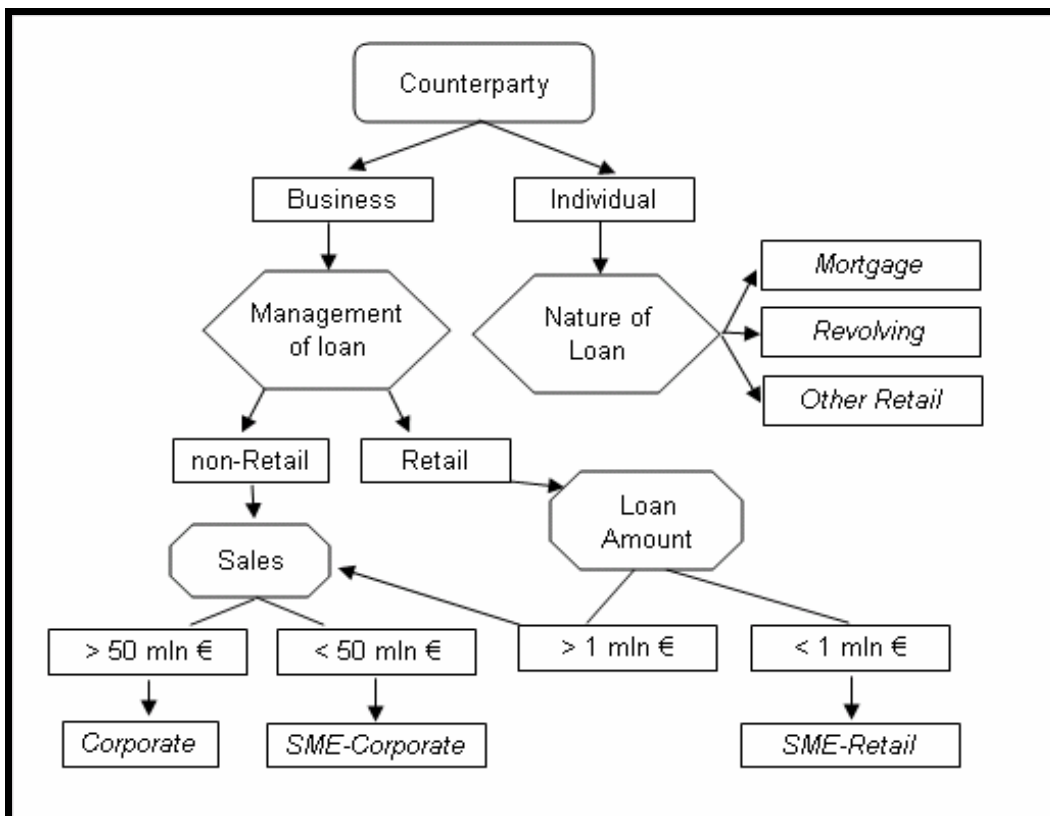 Counterparty
Business
Individual
Management
of loan
Nature of
Loan
Mortgage
Revolving
Other Retail
non-Retail
Retail
Loan
Amount
Sales
> 50 mln €
< 50 mln €
> 1 mln €
< 1 mln €
Corporate
SME-Corporate
SME-Retail